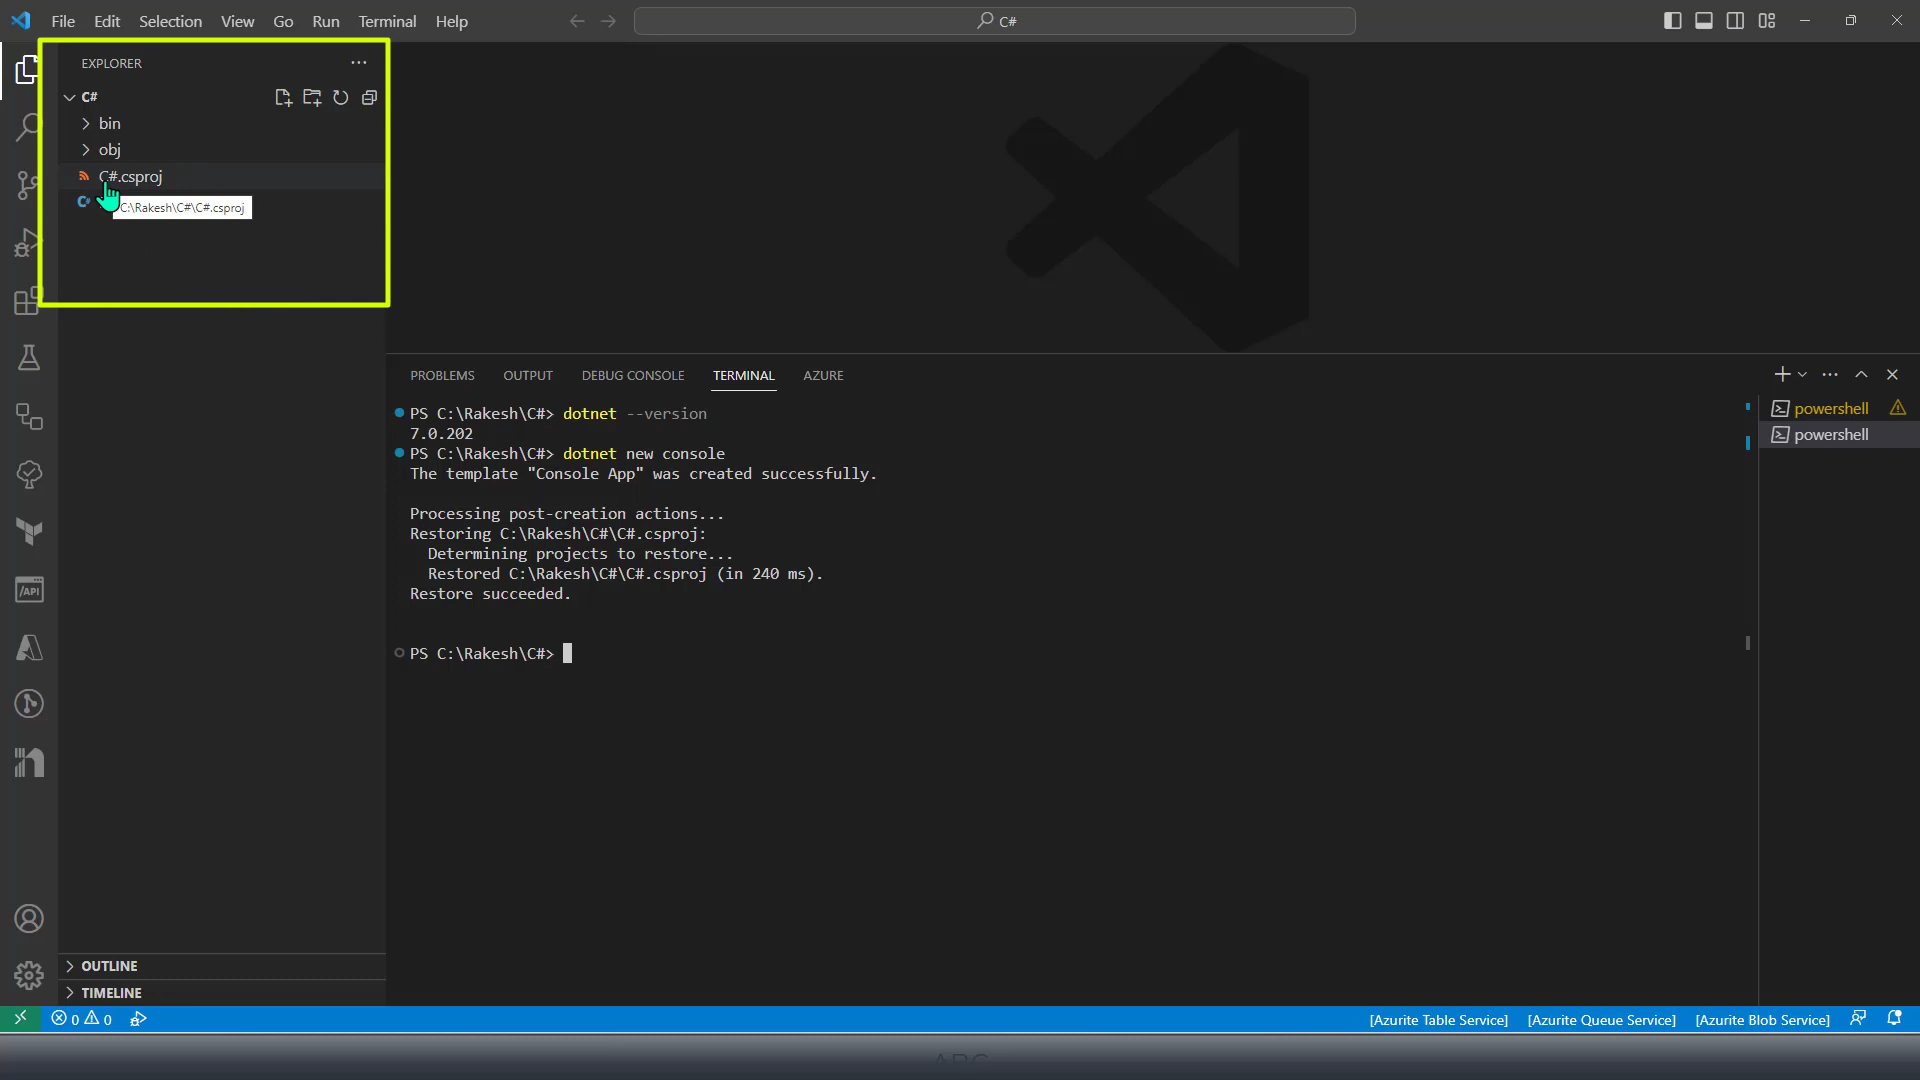 File Edit Selection View Go Run Terminal Help
C#
EXPLORER
C#
bin
obj
C#.csproj
C#
C:\Rakesh\C#\C#.csproj
PROBLEMS OUTPUT DEBUG CONSOLE TERMINAL AZURE
PS C:\Rakesh\C#> dotnet --version
7.0.202
PS C:\Rakesh\C#> dotnet new console
The template "Console App" was created successfully.
Processing post-creation actions...
Restoring C:\Rakesh\C#\C#.csproj:
Determining projects to restore...
Restored C:\Rakesh\C#\C#.csproj (in 240 ms).
Restore succeeded.
PS C:\Rakesh\C#>
powershell
powershell
/API
OUTLINE
TIMELINE
0 0
[Azurite Table Service] [Azurite Queue Service] [Azurite Blob Service]